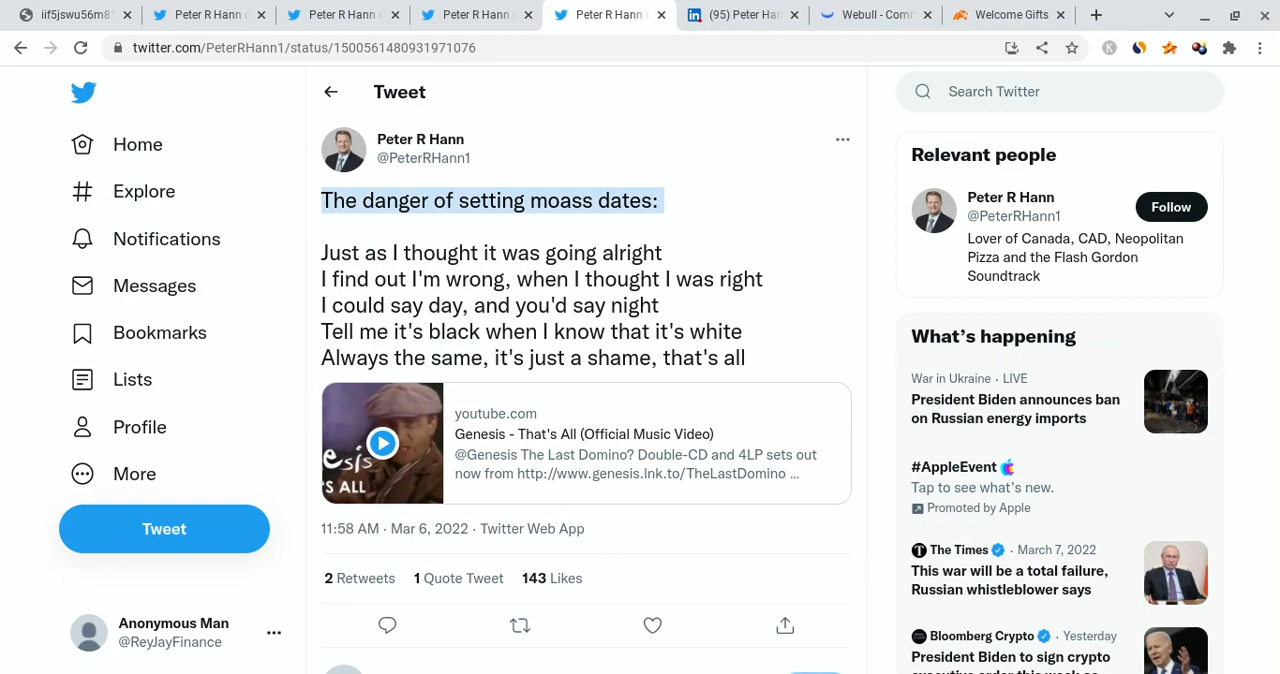 iif5jswu56m81
Peter R Hann
Peter R Hann
Peter R Hann
Peter R Hann
(95) Peter Han
Webull - Comm
Welcome Gifts
twitter.com/PeterRHann1/status/1500561480931971076
Home
Explore
Notifications
Messages
Bookmarks
Lists
Profile
More
Tweet
Anonymous Man
@ReyJayFinance
Tweet
Peter R Hann
@PeterRHann1
The danger of setting moass dates:
Just as I thought it was going alright
I find out I'm wrong, when I thought I was right
I could say day, and you'd say night
Tell me it's black when I know that it's white
Always the same, it's just a shame, that's all
esis
'S ALL
youtube.com
Genesis - That's All (Official Music Video)
@Genesis The Last Domino? Double-CD and 4LP sets out
now from http://www.genesis.lnk.to/TheLastDomino ...
11:58 AM · Mar 6, 2022 · Twitter Web App
2 Retweets 1 Quote Tweet 143 Likes
Search Twitter
Relevant people
Peter R Hann
@PeterRHann1
Follow
Lover of Canada, CAD, Neopolitan
Pizza and the Flash Gordon
Soundtrack
What's happening
War in Ukraine · LIVE
President Biden announces ban
on Russian energy imports
#AppleEvent
Tap to see what's new.
Promoted by Apple
The Times · March 7, 2022
This war will be a total failure,
Russian whistleblower says
Bloomberg Crypto · Yesterday
President Biden to sign crypto
executive order this week as